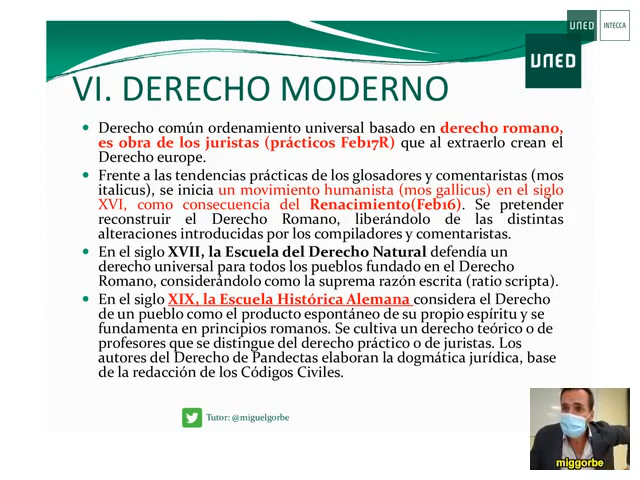 UNED
INTECCA
UNED
VI. DERECHO MODERNO
• Derecho común ordenamiento universal basado en derecho romano,
es obra de los juristas (prácticos Feb17R) que al extraerlo crean el
Derecho europe.
• Frente a las tendencias prácticas de los glosadores y comentaristas (mos
italicus), se inicia un movimiento humanista (mos gallicus) en el siglo
XVI, como consecuencia del Renacimiento(Feb16). Se pretender
reconstruir el Derecho Romano, liberándolo de las distintas
alteraciones introducidas por los compiladores y comentaristas.
• En el siglo XVII, la Escuela del Derecho Natural defendía un
derecho universal para todos los pueblos fundado en el Derecho
Romano, considerándolo como la suprema razón escrita (ratio scripta).
• En el siglo XIX, la Escuela Histórica Alemana considera el Derecho
de un pueblo como el producto espontáneo de su propio espíritu y se
fundamenta en principios romanos. Se cultiva un derecho teórico o de
profesores que se distingue del derecho práctico o de juristas. Los
autores del Derecho de Pandectas elaboran la dogmática jurídica, base
de la redacción de los Códigos Civiles.
Tutor: @miguelgorbe
miggorbe